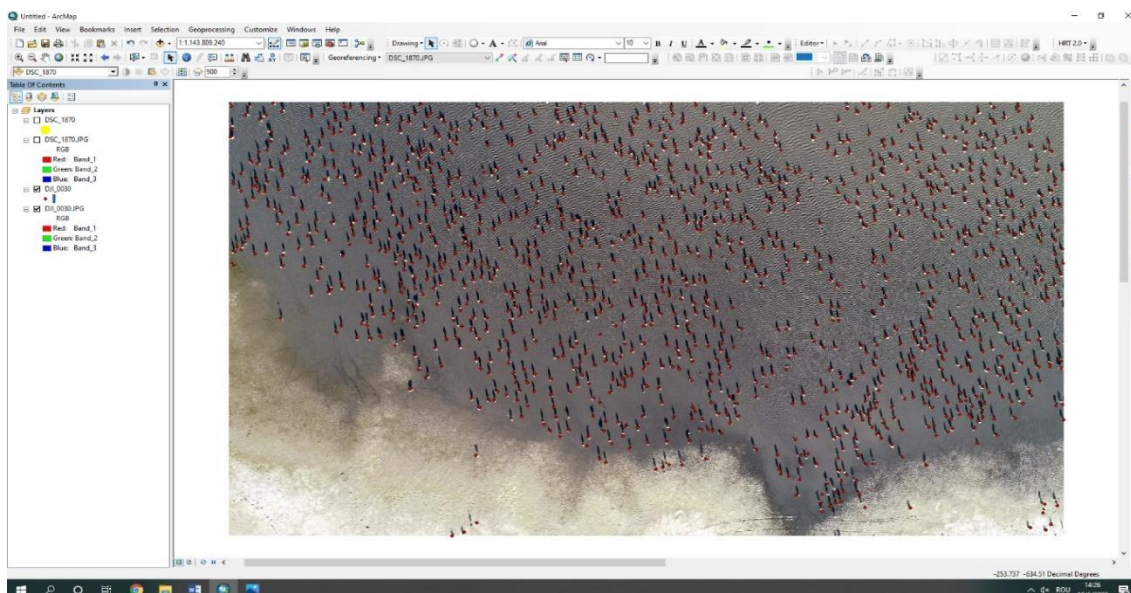 Untitled - ArcMap
File Edit View Bookmarks Insert Selection Geoprocessing Customize Windows Help
1:1.143.809.240 Drawing Arial 10 B I U A Editor HRT 2.0
Georeferencing DSC_1870.JPG
DSC_1870 500
Table Of Contents
Layers
DSC_1870
DSC_1870.JPG
RGB
Red: Band_1
Green: Band_2
Blue: Band_3
DJI_0030
DJI_0030.JPG
RGB
Red: Band_1
Green: Band_2
Blue: Band_3
-253.737 -634.51 Decimal Degrees
ROU 14:26